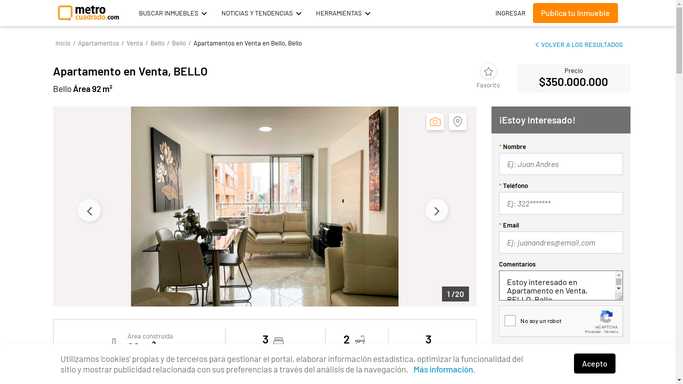 metro
cuadrado.com
BUSCAR INMUEBLES
NOTICIAS Y TENDENCIAS
HERRAMIENTAS
INGRESAR
Publica tu Inmueble
Inicio / Apartamentos / Venta / Bello / Bello / Apartamentos en Venta en Bello, Bello
< VOLVER A LOS RESULTADOS
Apartamento en Venta, BELLO
Bello Área 92 m²
Favorito
Precio
$350.000.000
1 / 20
¡Estoy Interesado!
* Nombre
Ej: Juan Andres
* Teléfono
Ej: 322*******
* Email
Ej: juanandres@email.com
Comentarios
Estoy interesado en
Apartamento en Venta,
BELLO, Bello
No soy un robot
reCAPTCHA
Privacidad - Términos
Área construida
3
2
3
Utilizamos 'cookies' propias y de terceros para gestionar el portal, elaborar información estadística, optimizar la funcionalidad del
sitio y mostrar publicidad relacionada con sus preferencias a través del análisis de la navegación. Más información.
Acepto